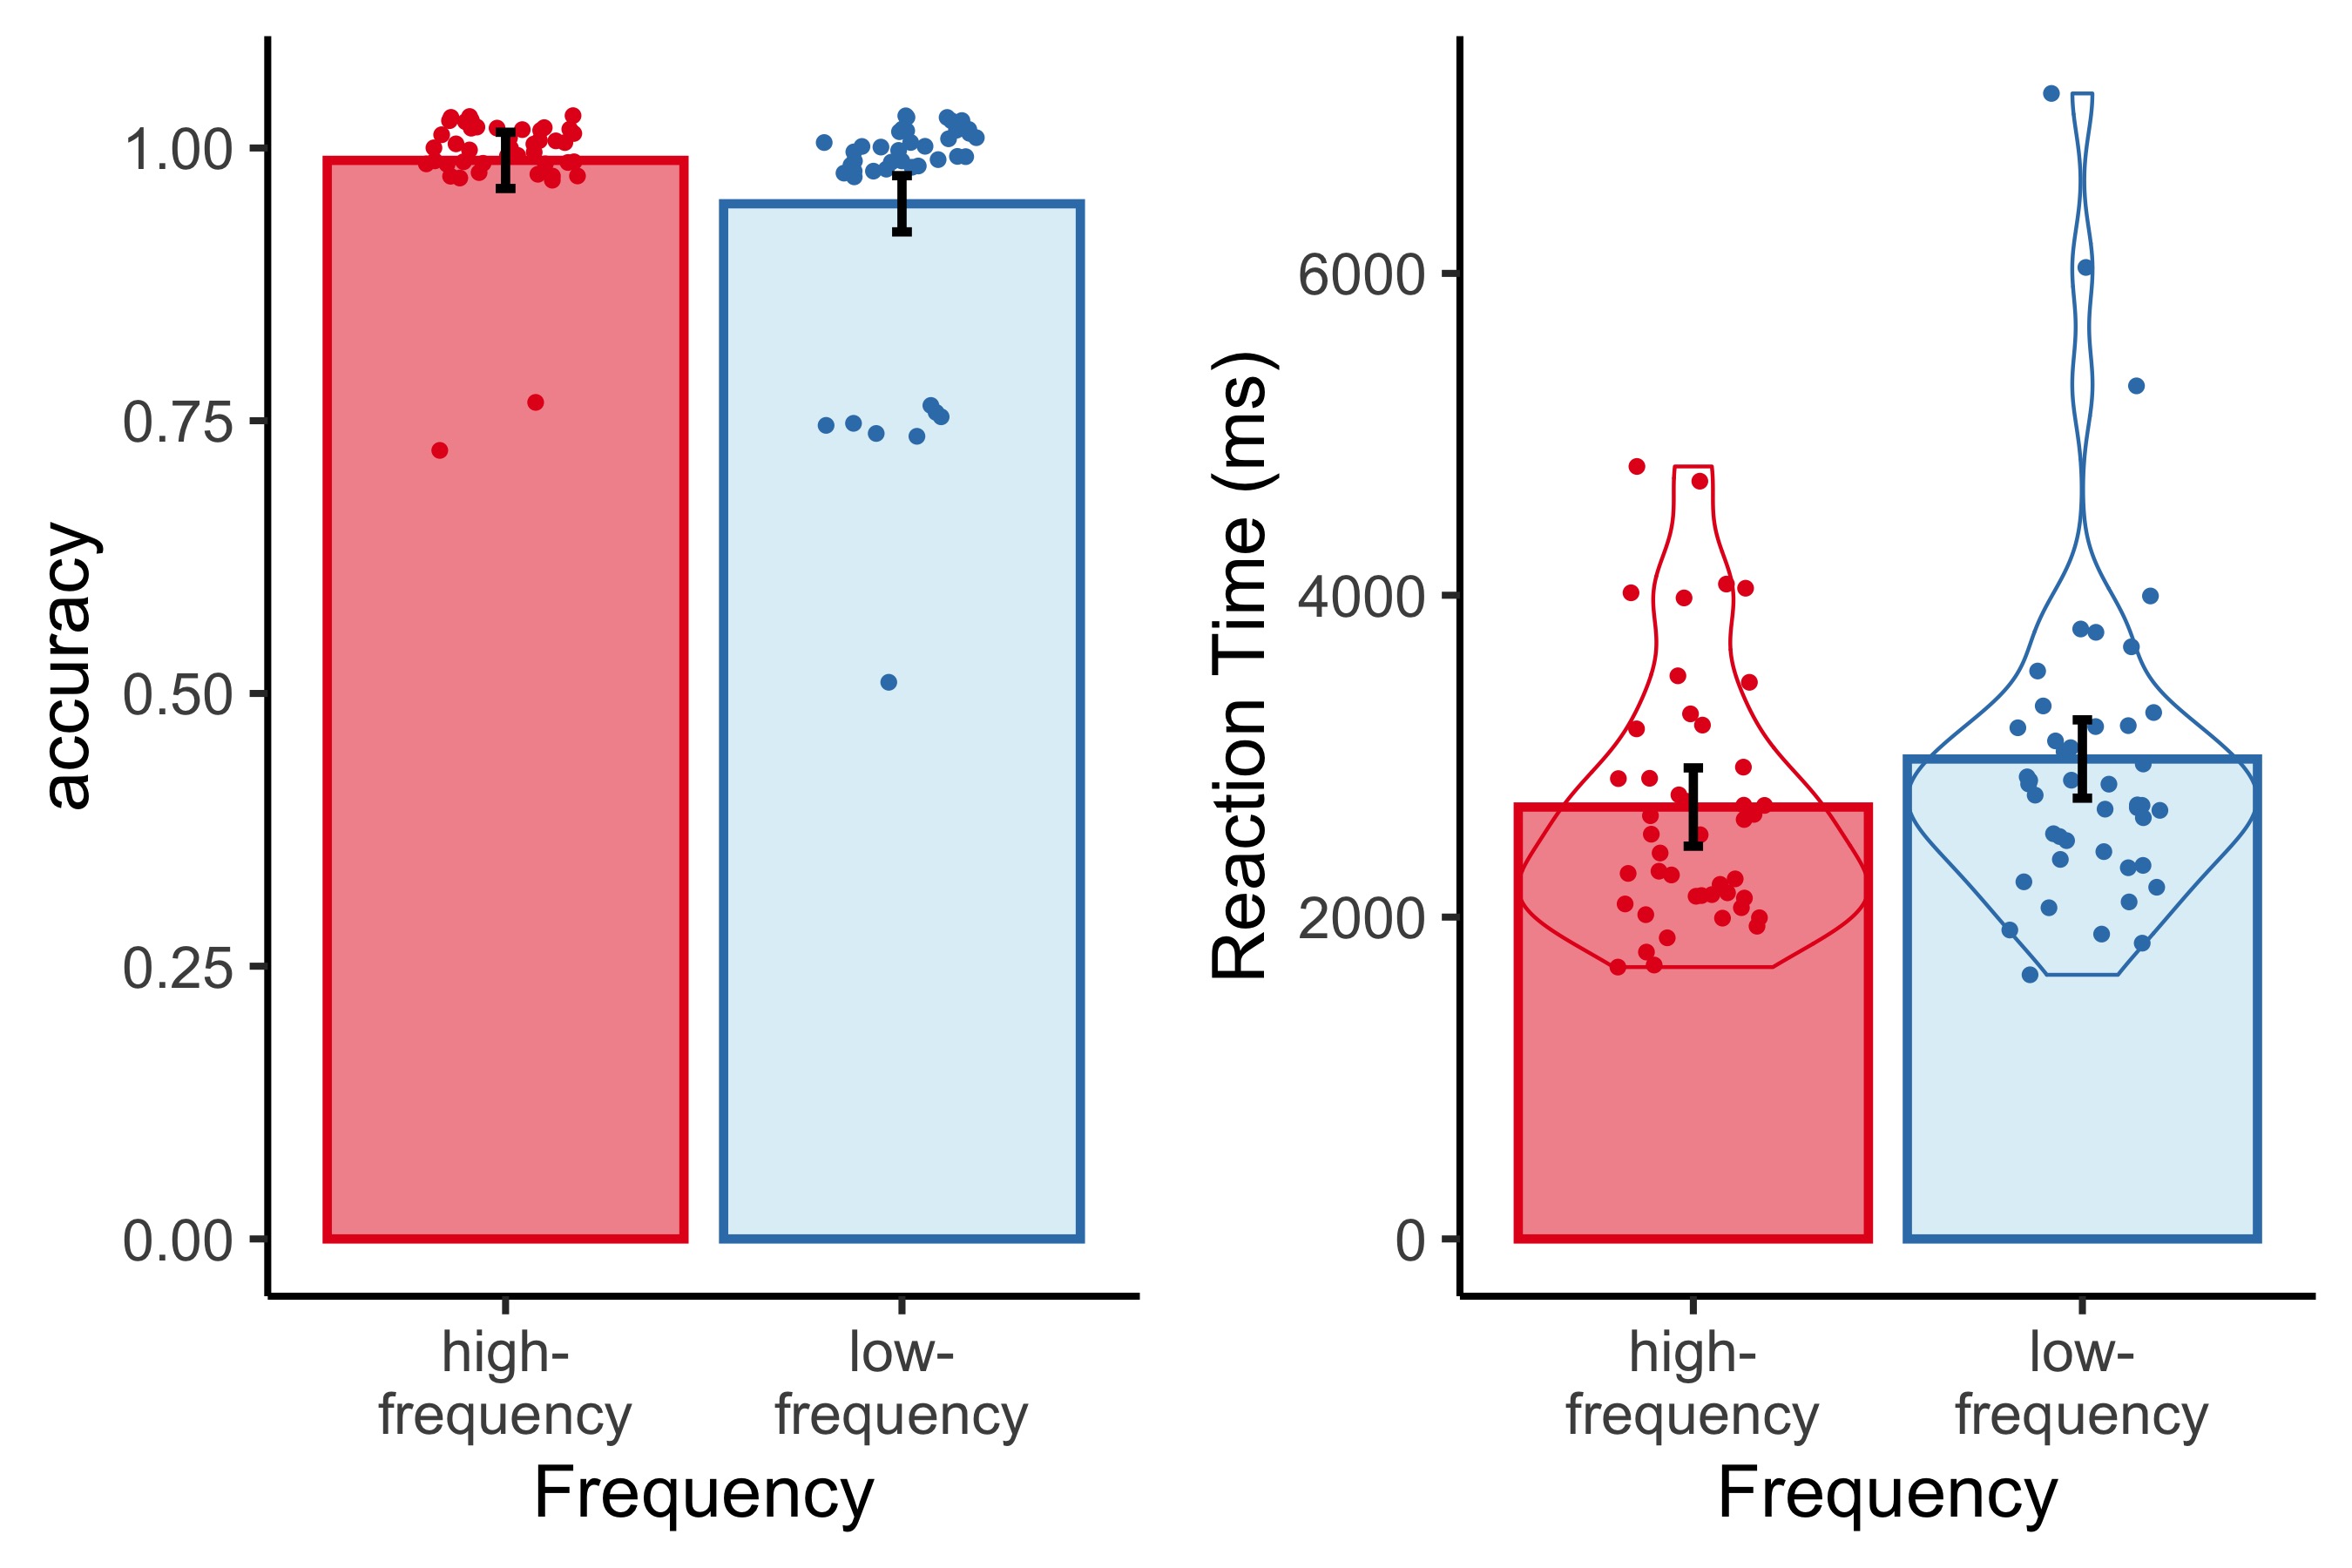 accuracy
1.00
0.75
0.50
0.25
0.00
high-
frequency
low-
frequency
Frequency
Reaction Time (ms)
6000
4000
2000
0
high-
frequency
low-
frequency
Frequency